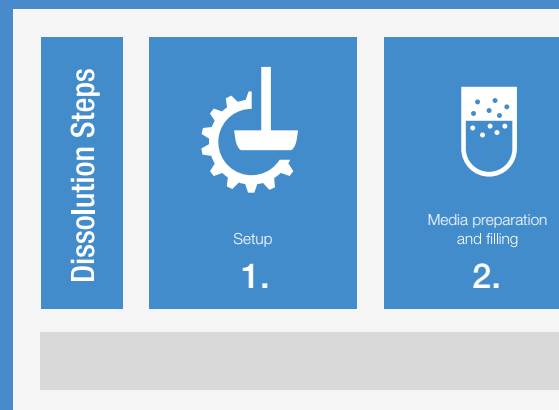 Dissolution Steps
Setup
1.
Media preparation
and filling
2.